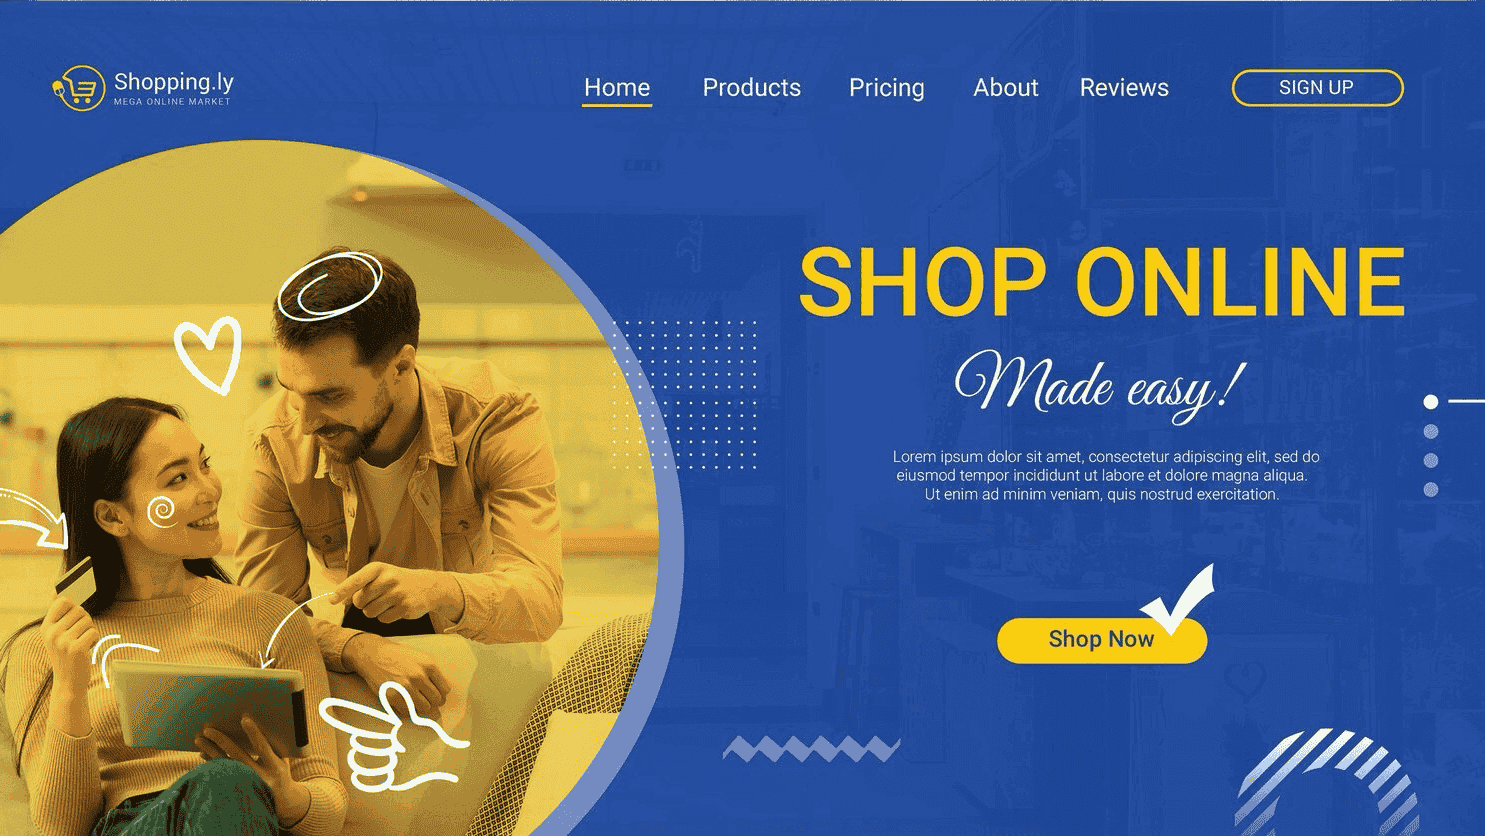 Shopping.ly
MEGA ONLINE MARKET
Home Products Pricing About Reviews SIGN UP
SHOP ONLINE
Made easy!
Lorem ipsum dolor sit amet, consectetur adipiscing elit, sed do
eiusmod tempor incididunt ut labore et dolore magna aliqua.
Ut enim ad minim veniam, quis nostrud exercitation.
Shop Now